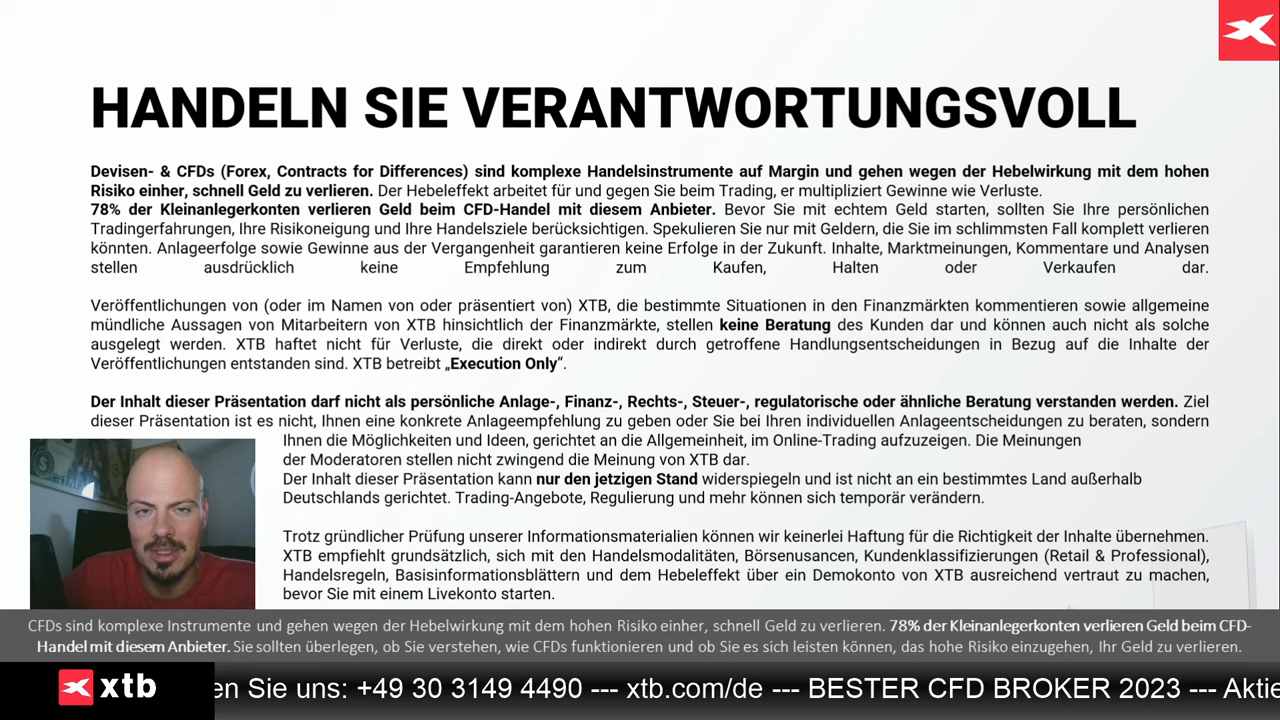 HANDELN SIE VERANTWORTUNGSVOLL
Devisen- & CFDs (Forex, Contracts for Differences) sind komplexe Handelsinstrumente auf Margin und gehen wegen der Hebelwirkung mit dem hohen
Risiko einher, schnell Geld zu verlieren. Der Hebeleffekt arbeitet für und gegen Sie beim Trading, er multipliziert Gewinne wie Verluste.
78% der Kleinanlegerkonten verlieren Geld beim CFD-Handel mit diesem Anbieter. Bevor Sie mit echtem Geld starten, sollten Sie Ihre persönlichen
Tradingerfahrungen, Ihre Risikoneigung und Ihre Handelsziele berücksichtigen. Spekulieren Sie nur mit Geldern, die Sie im schlimmsten Fall komplett verlieren
könnten. Anlageerfolge sowie Gewinne aus der Vergangenheit garantieren keine Erfolge in der Zukunft. Inhalte, Marktmeinungen, Kommentare und Analysen
stellen ausdrücklich keine Empfehlung zum Kaufen, Halten oder Verkaufen dar.
Veröffentlichungen von (oder im Namen von oder präsentiert von) XTB, die bestimmte Situationen in den Finanzmärkten kommentieren sowie allgemeine
mündliche Aussagen von Mitarbeitern von XTB hinsichtlich der Finanzmärkte, stellen keine Beratung des Kunden dar und können auch nicht als solche
ausgelegt werden. XTB haftet nicht für Verluste, die direkt oder indirekt durch getroffene Handlungsentscheidungen in Bezug auf die Inhalte der
Veröffentlichungen entstanden sind. XTB betreibt „Execution Only“.
Der Inhalt dieser Präsentation darf nicht als persönliche Anlage-, Finanz-, Rechts-, Steuer-, regulatorische oder ähnliche Beratung verstanden werden. Ziel
dieser Präsentation ist es nicht, Ihnen eine konkrete Anlageempfehlung zu geben oder Sie bei Ihren individuellen Anlageentscheidungen zu beraten, sondern
Ihnen die Möglichkeiten und Ideen, gerichtet an die Allgemeinheit, im Online-Trading aufzuzeigen. Die Meinungen
der Moderatoren stellen nicht zwingend die Meinung von XTB dar.
Der Inhalt dieser Präsentation kann nur den jetzigen Stand widerspiegeln und ist nicht an ein bestimmtes Land außerhalb
Deutschlands gerichtet. Trading-Angebote, Regulierung und mehr können sich temporär verändern.
Trotz gründlicher Prüfung unserer Informationsmaterialien können wir keinerlei Haftung für die Richtigkeit der Inhalte übernehmen.
XTB empfiehlt grundsätzlich, sich mit den Handelsmodalitäten, Börsenusancen, Kundenklassifizierungen (Retail & Professional),
Handelsregeln, Basisinformationsblättern und dem Hebeleffekt über ein Demokonto von XTB ausreichend vertraut zu machen,
bevor Sie mit einem Livekonto starten.
CFDs sind komplexe Instrumente und gehen wegen der Hebelwirkung mit dem hohen Risiko einher, schnell Geld zu verlieren. 78% der Kleinanlegerkonten verlieren Geld beim CFD-
Handel mit diesem Anbieter. Sie sollten überlegen, ob Sie verstehen, wie CFDs funktionieren und ob Sie es sich leisten können, das hohe Risiko einzugehen, Ihr Geld zu verlieren.
xtb en Sie uns: +49 30 3149 4490 --- xtb.com/de --- BESTER CFD BROKER 2023 --- Aktie